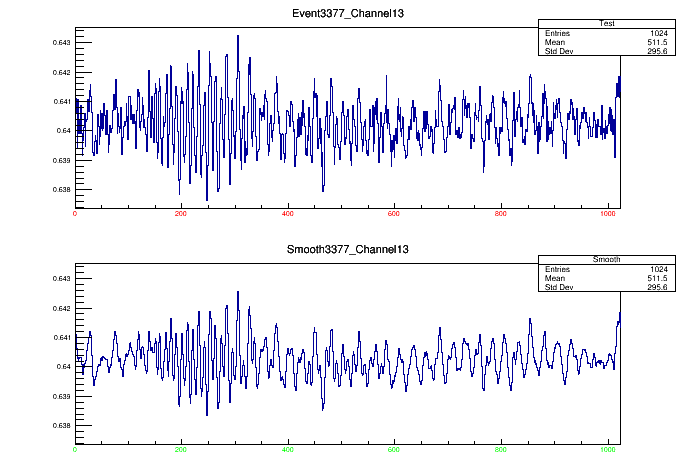 Event3377_Channel13
Test
Entries 1024
Mean 511.5
Std Dev 295.6
0.643
0.642
0.641
0.64
0.639
0.638
0 200 400 600 800 1000
Smooth3377_Channel13
Smooth
Entries 1024
Mean 511.5
Std Dev 295.6
0.643
0.642
0.641
0.64
0.639
0.638
0 200 400 600 800 1000